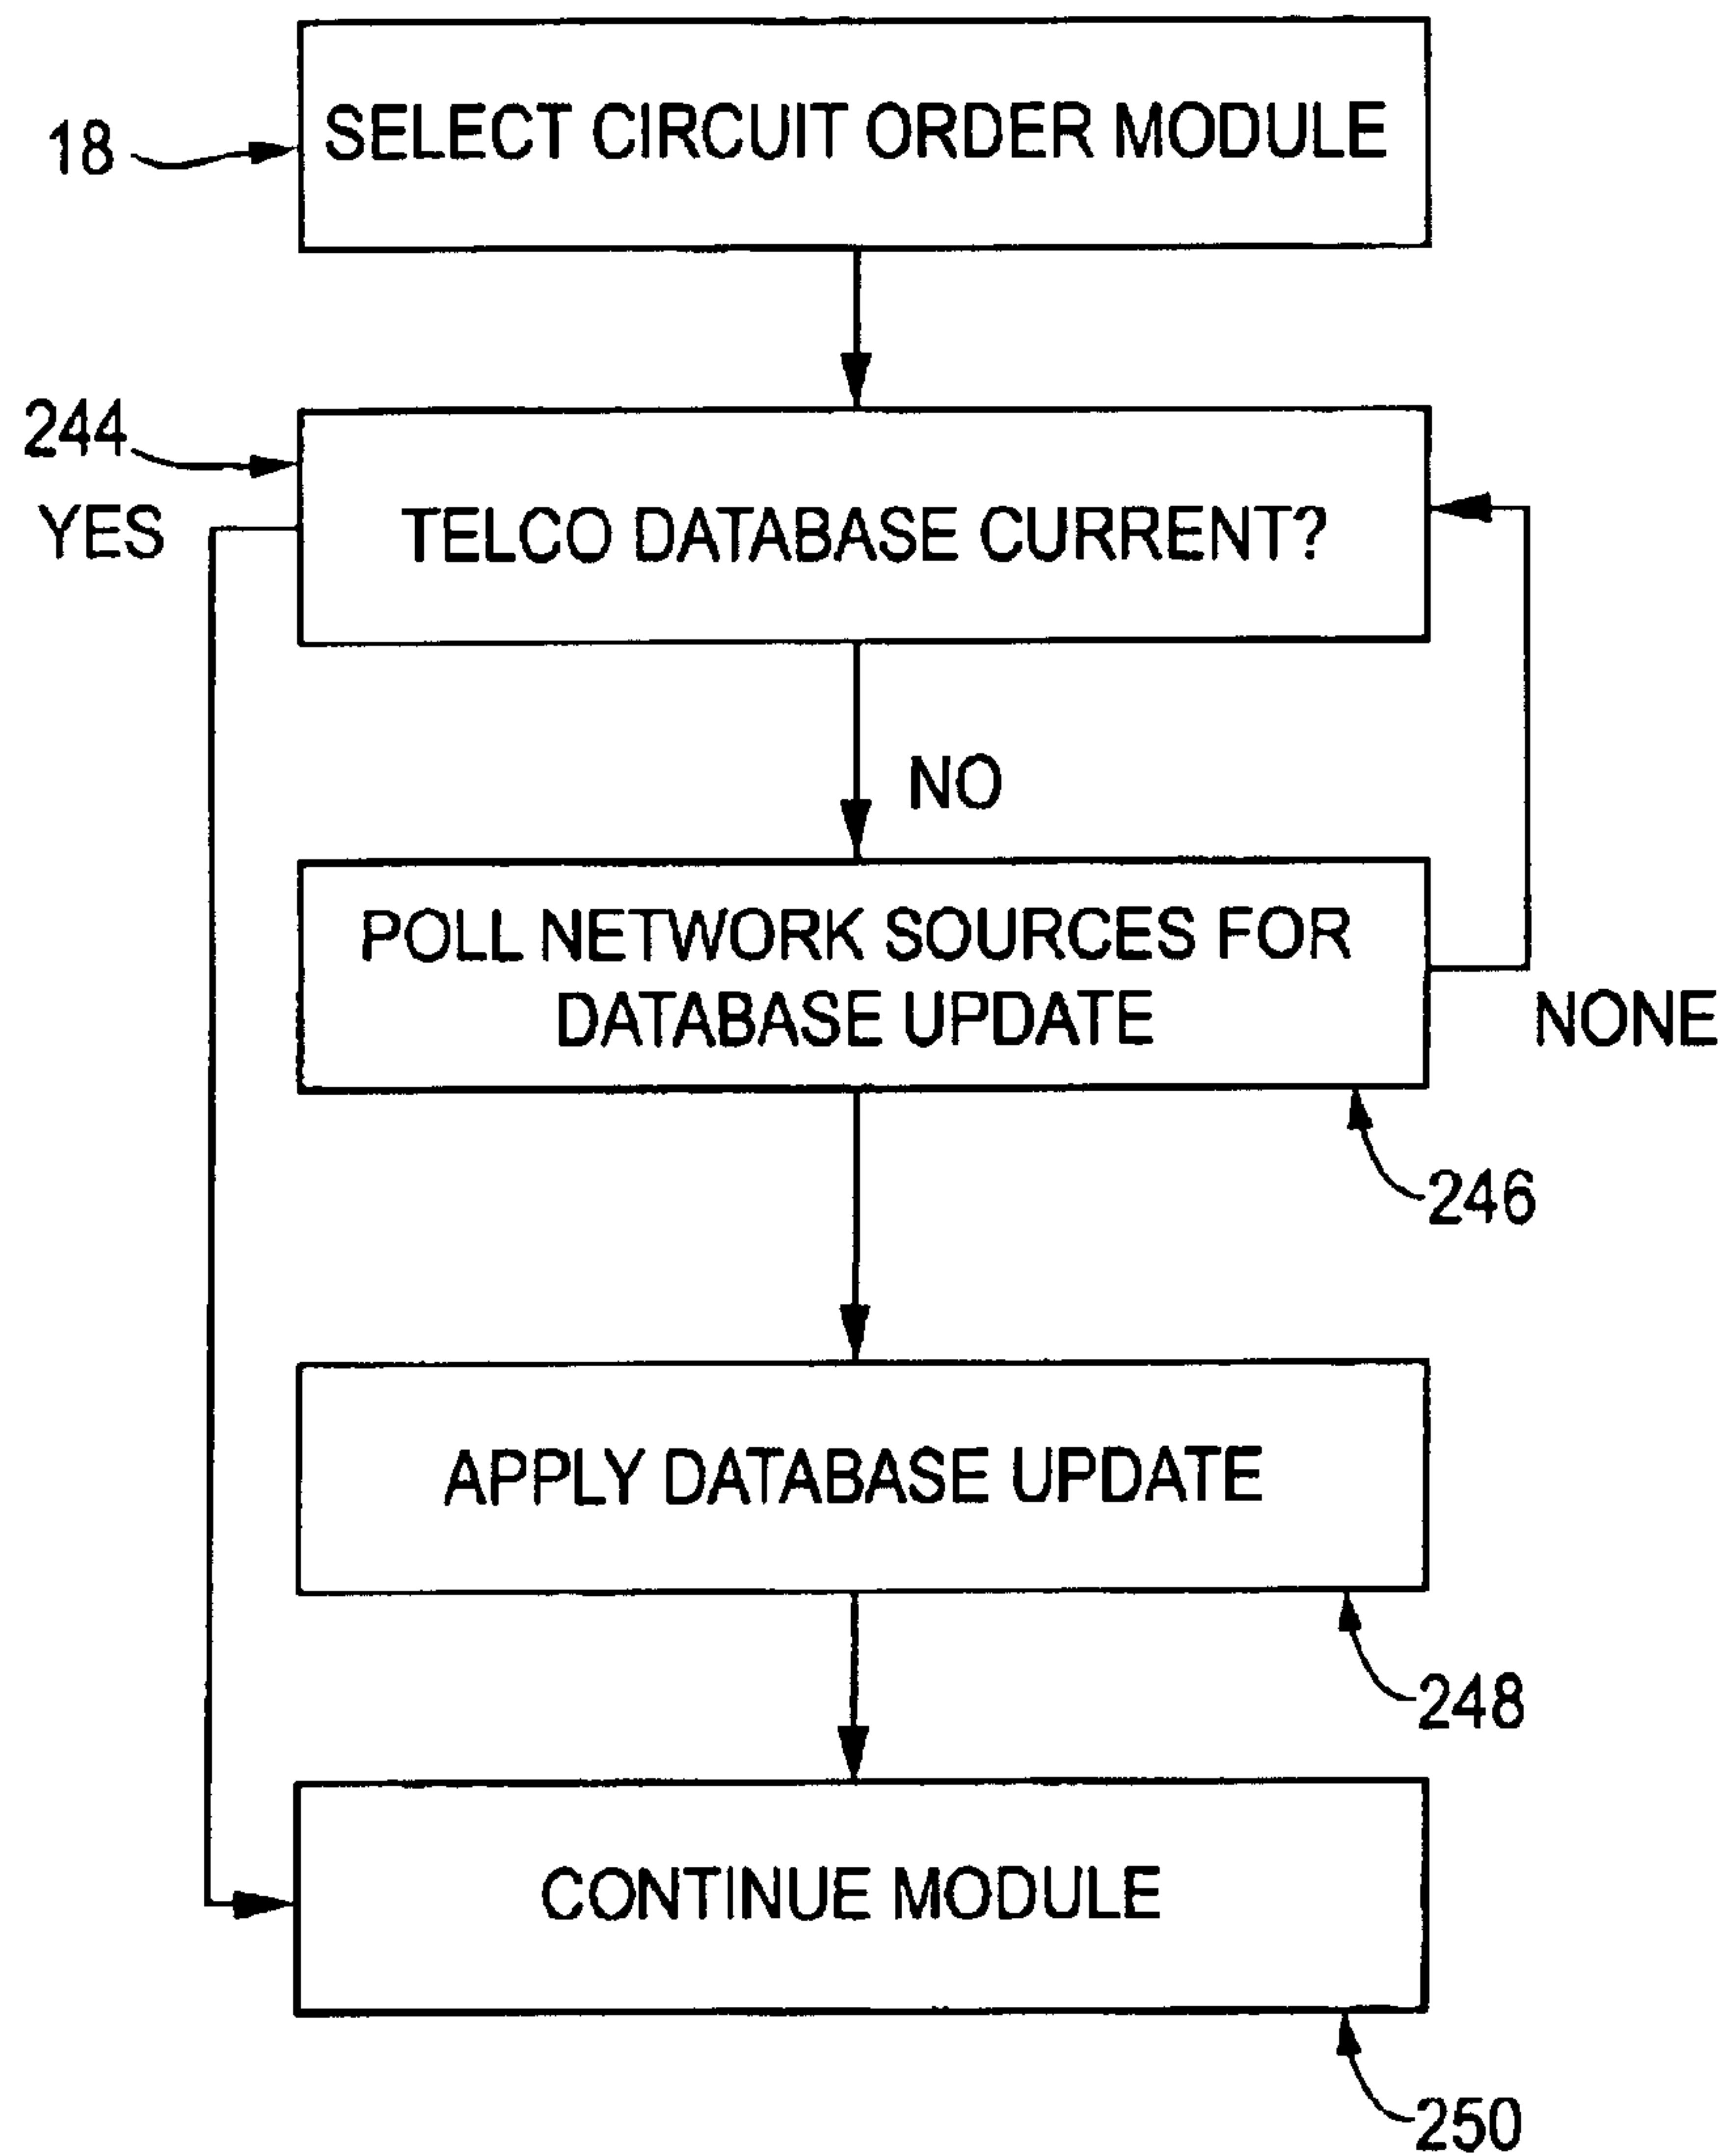 SELECT CIRCUIT ORDER MODULE
18
244
YES
TELCO DATABASE CURRENT?
NO
POLL NETWORK SOURCES FOR
DATABASE UPDATE
NONE
246
APPLY DATABASE UPDATE
248
CONTINUE MODULE
250